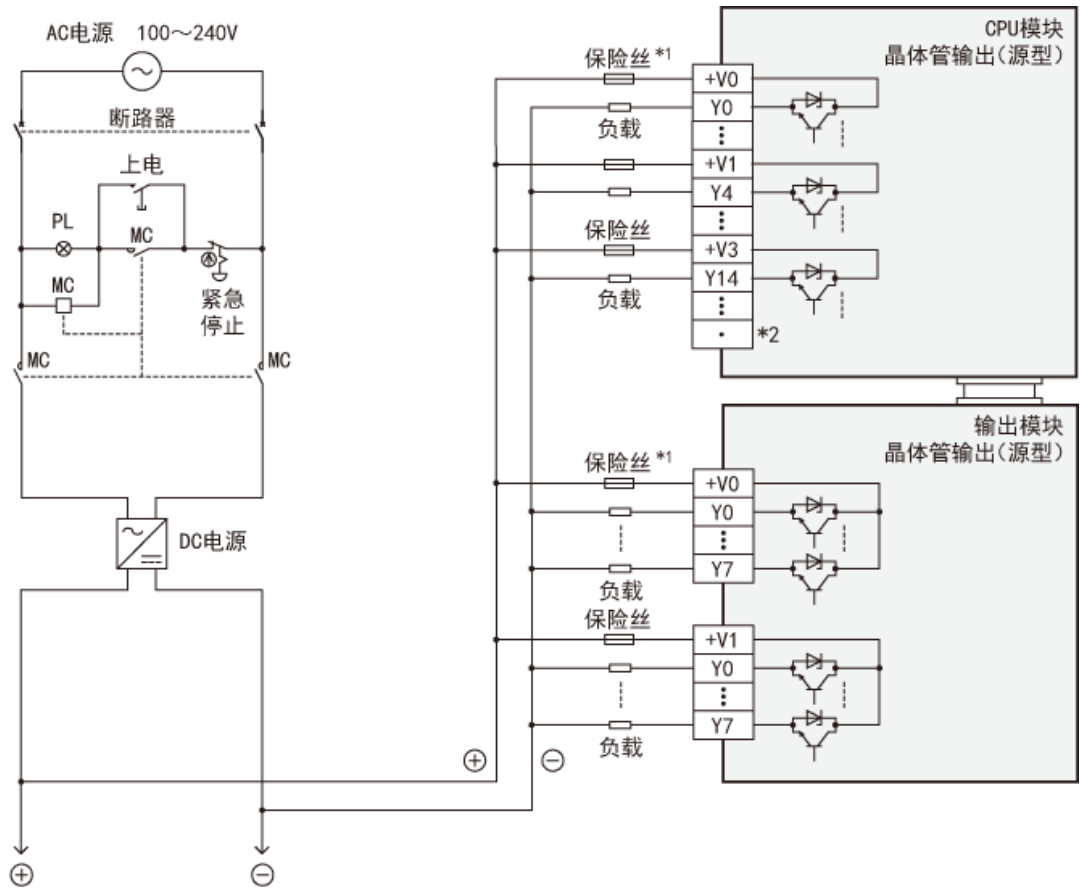 AC电源 100～240V
断路器
上电
PL
MC
MC
紧急
停止
MC
MC
DC电源
⊕
⊖
CPU模块
晶体管输出(源型)
保险丝 *1
+V0
Y0
负载
⋮
+V1
Y4
⋮
保险丝
+V3
Y14
负载
⋮
・ *2
输出模块
晶体管输出(源型)
保险丝 *1
+V0
Y0
⋮
Y7
负载
保险丝
+V1
Y0
⋮
Y7
负载
⊕
⊖